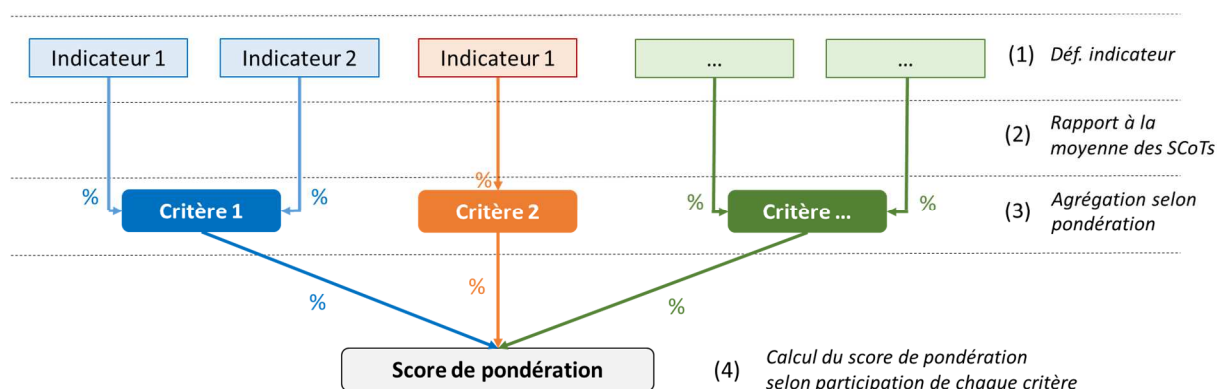 Indicateur 1
Indicateur 2
Indicateur 1
...
...
(1) Déf. indicateur
(2) Rapport à la
moyenne des SCoTs
%
%
%
%
%
Critère 1
Critère 2
Critère ...
(3) Agrégation selon
pondération
%
%
%
Score de pondération
(4) Calcul du score de pondération
selon participation de chaque critère